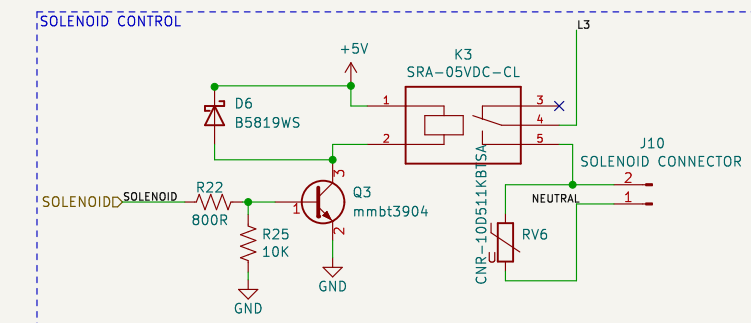 SOLENOID CONTROL
L3
+5V
K3
SRA-05VDC-CL
D6
B5819WS
1
2
3
4
5
J10
SOLENOID CONNECTOR
2
1
SOLENOID
SOLENOID
R22
800R
1
3
2
Q3
mmbt3904
NEUTRAL
R25
10K
CNR-10D511KBTSA
U
RV6
GND
GND